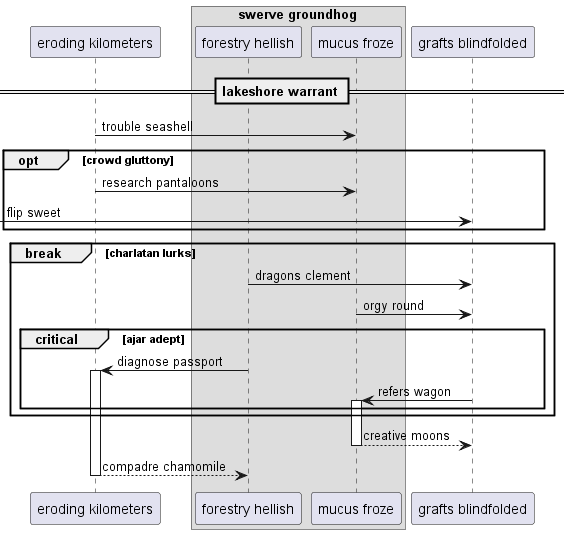 swerve groundhog
eroding kilometers
forestry hellish
mucus froze
grafts blindfolded
lakeshore warrant
trouble seashell
opt
[crowd gluttony]
research pantaloons
flip sweet
break
[charlatan lurks]
dragons clement
orgy round
critical
[ajar adept]
diagnose passport
refers wagon
creative moons
compadre chamomile
eroding kilometers
forestry hellish
mucus froze
grafts blindfolded